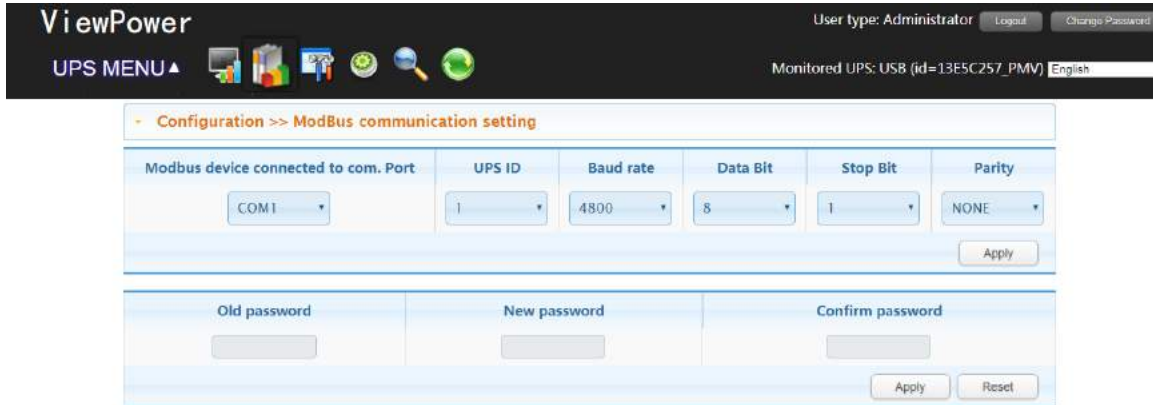 ViewPower
User type: Administrator Logout Change Password
UPS MENU▲
Monitored UPS: USB (id=13E5C257_PMV) English
- Configuration >> ModBus communication setting
Modbus device connected to com. Port UPS ID Baud rate Data Bit Stop Bit Parity
COM1 1 4800 8 1 NONE
Apply
Old password New password Confirm password
Apply Reset